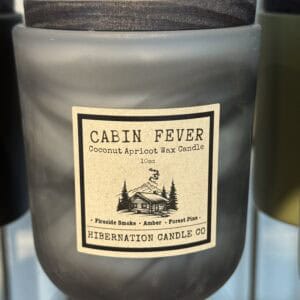 CABIN FEVER
Coconut Apricot Wax Candle
10oz
· Fireside Smoke · Amber · Forest Pine ·
HIBERNATION CANDLE CO